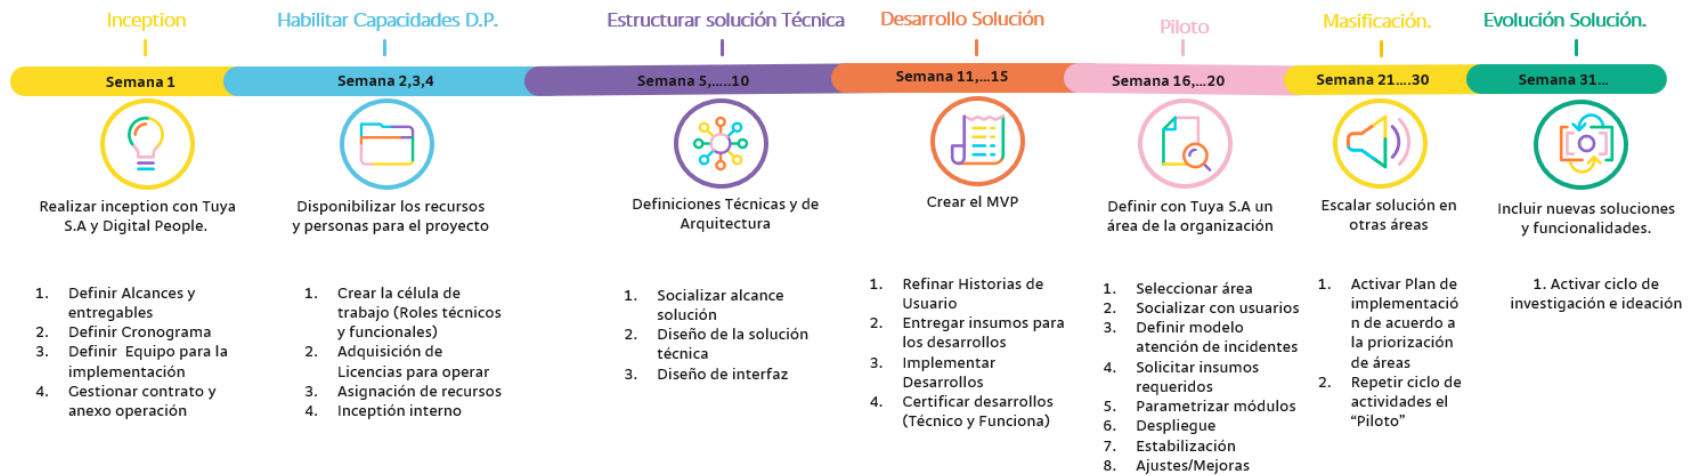 Inception
Semana 1
Realizar inception con Tuya
S.A y Digital People.
1. Definir Alcances y
entregables
2. Definir Cronograma
3. Definir Equipo para la
implementación
4. Gestionar contrato y
anexo operación
Habilitar Capacidades D.P.
Semana 2,3,4
Disponibilizar los recursos
y personas para el proyecto
1. Crear la célula de
trabajo (Roles técnicos
y funcionales)
2. Adquisición de
Licencias para operar
3. Asignación de recursos
4. Inceptión interno
Estructurar solución Técnica
Semana 5,.....10
Definiciones Técnicas y de
Arquitectura
1. Socializar alcance
solución
2. Diseño de la solución
técnica
3. Diseño de interfaz
Desarrollo Solución
Semana 11,...15
Crear el MVP
1. Refinar Historias de
Usuario
2. Entregar insumos para
los desarrollos
3. Implementar
Desarrollos
4. Certificar desarrollos
(Técnico y Funciona)
Piloto
Semana 16,...20
Definir con Tuya S.A un
área de la organización
1. Seleccionar área
2. Socializar con usuarios
3. Definir modelo
atención de incidentes
4. Solicitar insumos
requeridos
5. Parametrizar módulos
6. Despliegue
7. Estabilización
8. Ajustes/Mejoras
Masificación.
Semana 21....30
Escalar solución en
otras áreas
1. Activar Plan de
implementació
n de acuerdo a
la priorización
de áreas
2. Repetir ciclo de
actividades el
“Piloto”
Evolución Solución.
Semana 31...
Incluir nuevas soluciones
y funcionalidades.
1. Activar ciclo de
investigación e ideación